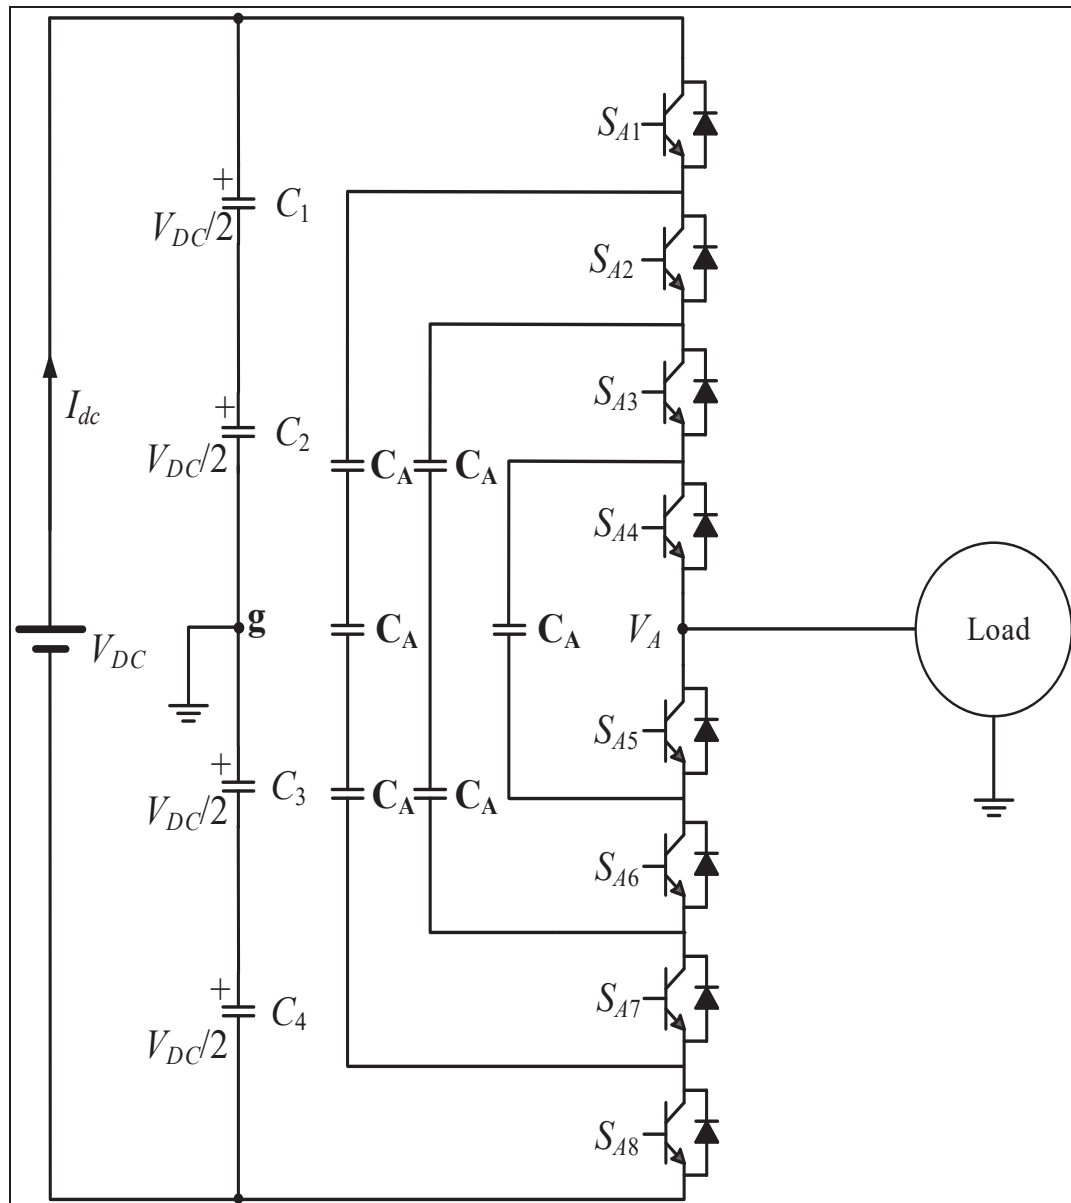 S_A1
+
C_1
V_DC/2
S_A2
S_A3
+
I_dc
C_2
V_DC/2
C_A
C_A
S_A4
g
V_DC
C_A
C_A
V_A
Load
S_A5
+
C_3
V_DC/2
C_A
C_A
S_A6
+
C_4
S_A7
V_DC/2
S_A8